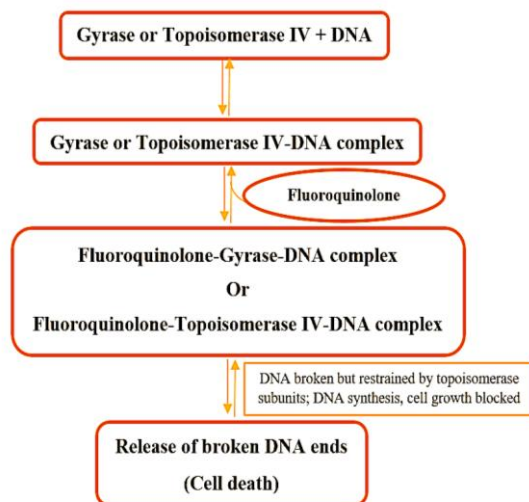 Gyrase or Topoisomerase IV + DNA
Gyrase or Topoisomerase IV-DNA complex
Fluoroquinolone
Fluoroquinolone-Gyrase-DNA complex
Or
Fluoroquinolone-Topoisomerase IV-DNA complex
DNA broken but restrained by topoisomerase
subunits; DNA synthesis, cell growth blocked
Release of broken DNA ends
(Cell death)